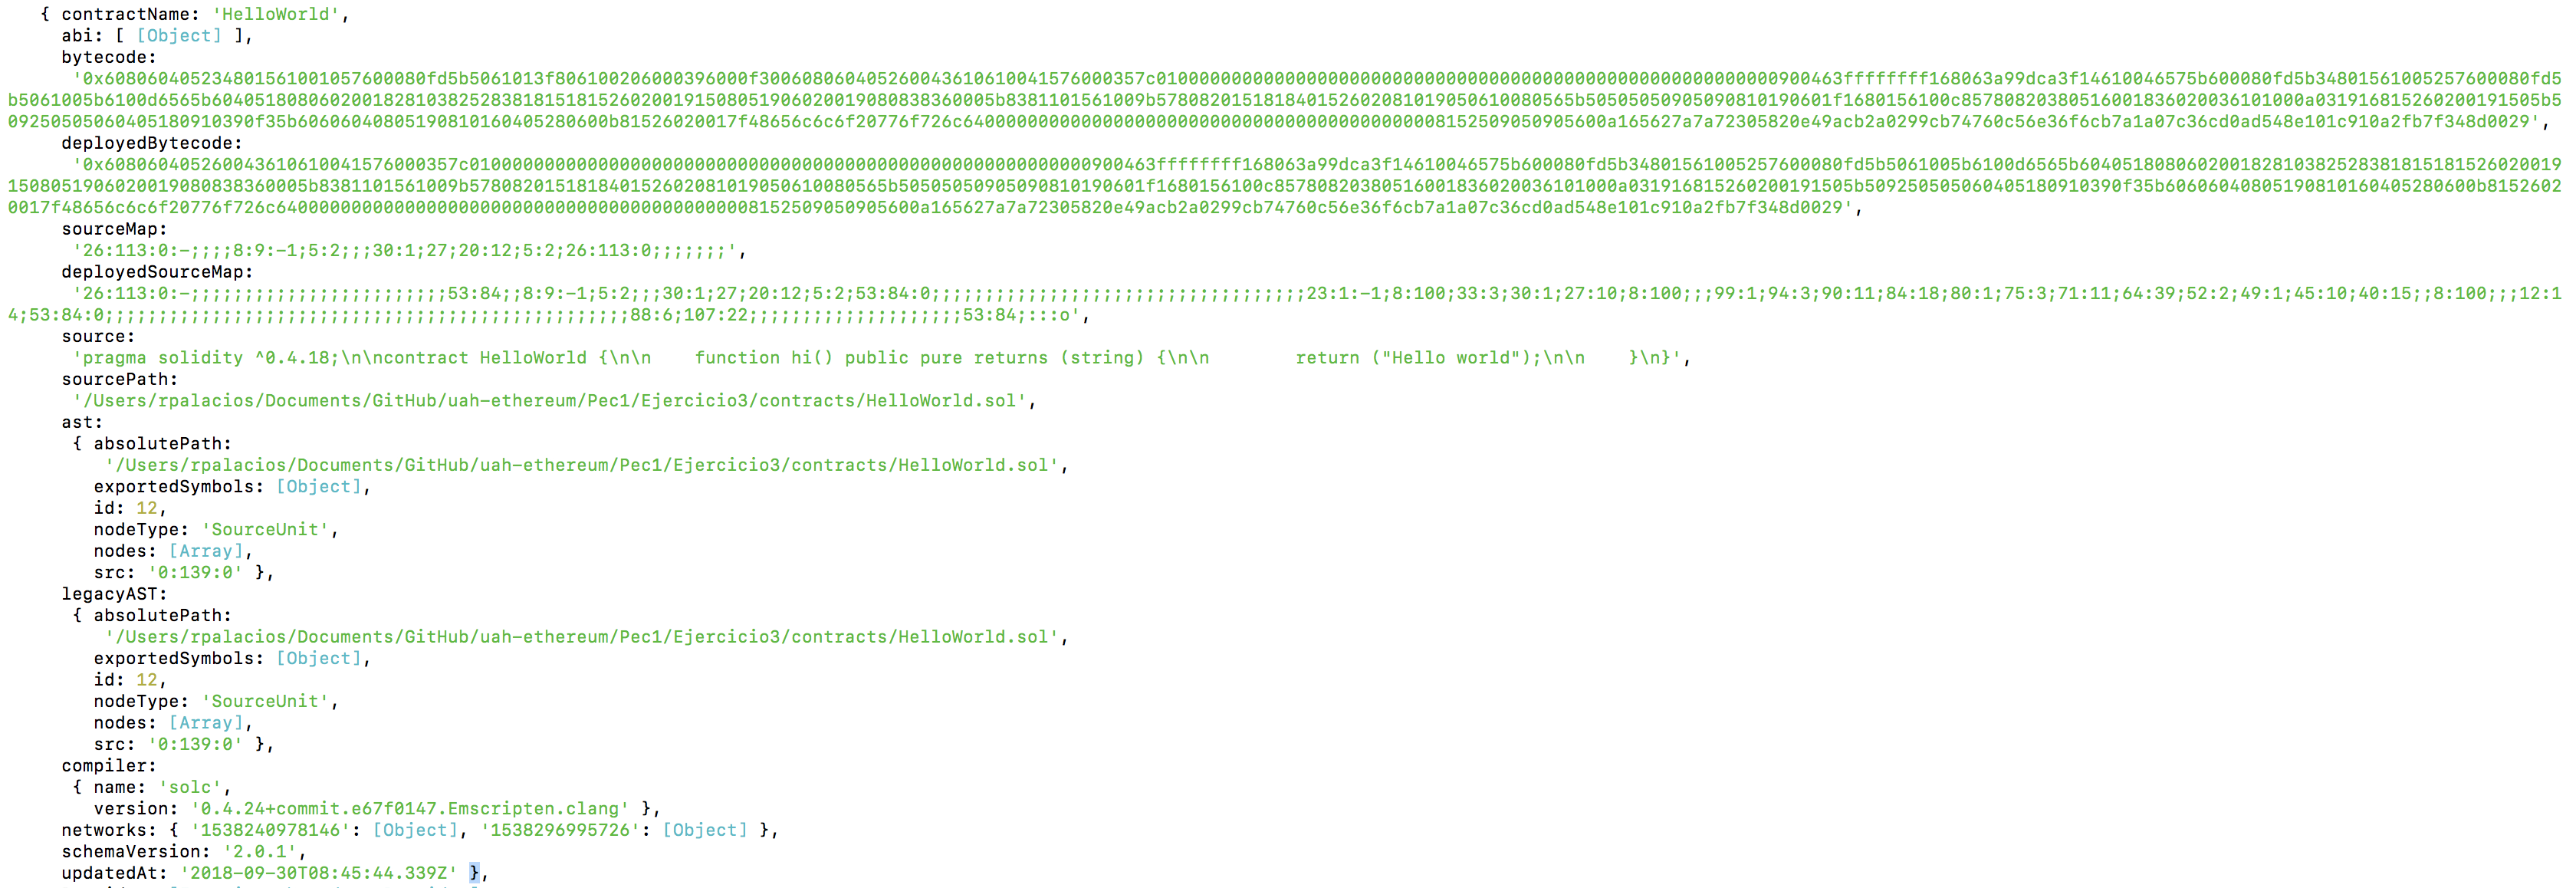 { contractName: 'HelloWorld',
abi: [ [Object] ],
bytecode:
'0x608060405234801561001057600080fd5b5061013f806100206000396000f300608060405260043610610041576000357c0100000000000000000000000000000000000000000000000000000000900463ffffffff168063a99dca3f14610046575b600080fd5b34801561005257600080fd5
b5061005b6100d6565b6040518080602001828103825283818151815260200191508051906020019080838360005b8381101561009b578082015181840152602081019050610080565b50505050905090810190601f1680156100c85780820380516001836020036101000a031916815260200191505b5
09250505060405180910390f35b60606040805190810160405280600b81526020017f48656c6c6f20776f726c640000000000000000000000000000000000000000008152509050905600a165627a7a72305820e49acb2a0299cb74760c56e36f6cb7a1a07c36cd0ad548e101c910a2fb7f348d0029',
deployedBytecode:
'0x608060405260043610610041576000357c0100000000000000000000000000000000000000000000000000000000900463ffffffff168063a99dca3f14610046575b600080fd5b34801561005257600080fd5b5061005b6100d6565b604051808060200182810382528381815181526020019
1508051906020019080838360005b8381101561009b578082015181840152602081019050610080565b50505050905090810190601f1680156100c85780820380516001836020036101000a031916815260200191505b509250505060405180910390f35b60606040805190810160405280600b8152602
0017f48656c6c6f20776f726c640000000000000000000000000000000000000000008152509050905600a165627a7a72305820e49acb2a0299cb74760c56e36f6cb7a1a07c36cd0ad548e101c910a2fb7f348d0029',
sourceMap:
'26:113:0:-;;;;8:9:-1;5:2;;;30:1;27;20:12;5:2;26:113:0;;;;;;;',
deployedSourceMap:
'26:113:0:-;;;;;;;;;;;;;;;;;;;;;;;;53:84;;8:9:-1;5:2;;;30:1;27;20:12;5:2;53:84:0;;;;;;;;;;;;;;;;;;;;;;;;;;;;;;;;;;;23:1:-1;8:100;33:3;30:1;27:10;8:100;;;99:1;94:3;90:11;84:18;80:1;75:3;71:11;64:39;52:2;49:1;45:10;40:15;;8:100;;;12:1
4;53:84:0;;;;;;;;;;;;;;;;;;;;;;;;;;;;;;;;;;;;;;;;;;;;;;;;;88:6;107:22;;;;;;;;;;;;;;;;;;;;53:84;:::o',
source:
'pragma solidity ^0.4.18;\n\ncontract HelloWorld {\n\n    function hi() public pure returns (string) {\n\n        return ("Hello world");\n\n    }\n}',
sourcePath:
'/Users/rpalacios/Documents/GitHub/uah-ethereum/Pec1/Ejercicio3/contracts/HelloWorld.sol',
ast:
{ absolutePath:
'/Users/rpalacios/Documents/GitHub/uah-ethereum/Pec1/Ejercicio3/contracts/HelloWorld.sol',
exportedSymbols: [Object],
id: 12,
nodeType: 'SourceUnit',
nodes: [Array],
src: '0:139:0' },
legacyAST:
{ absolutePath:
'/Users/rpalacios/Documents/GitHub/uah-ethereum/Pec1/Ejercicio3/contracts/HelloWorld.sol',
exportedSymbols: [Object],
id: 12,
nodeType: 'SourceUnit',
nodes: [Array],
src: '0:139:0' },
compiler:
{ name: 'solc',
version: '0.4.24+commit.e67f0147.Emscripten.clang' },
networks: { '1538240978146': [Object], '1538296995726': [Object] },
schemaVersion: '2.0.1',
updatedAt: '2018-09-30T08:45:44.339Z' },